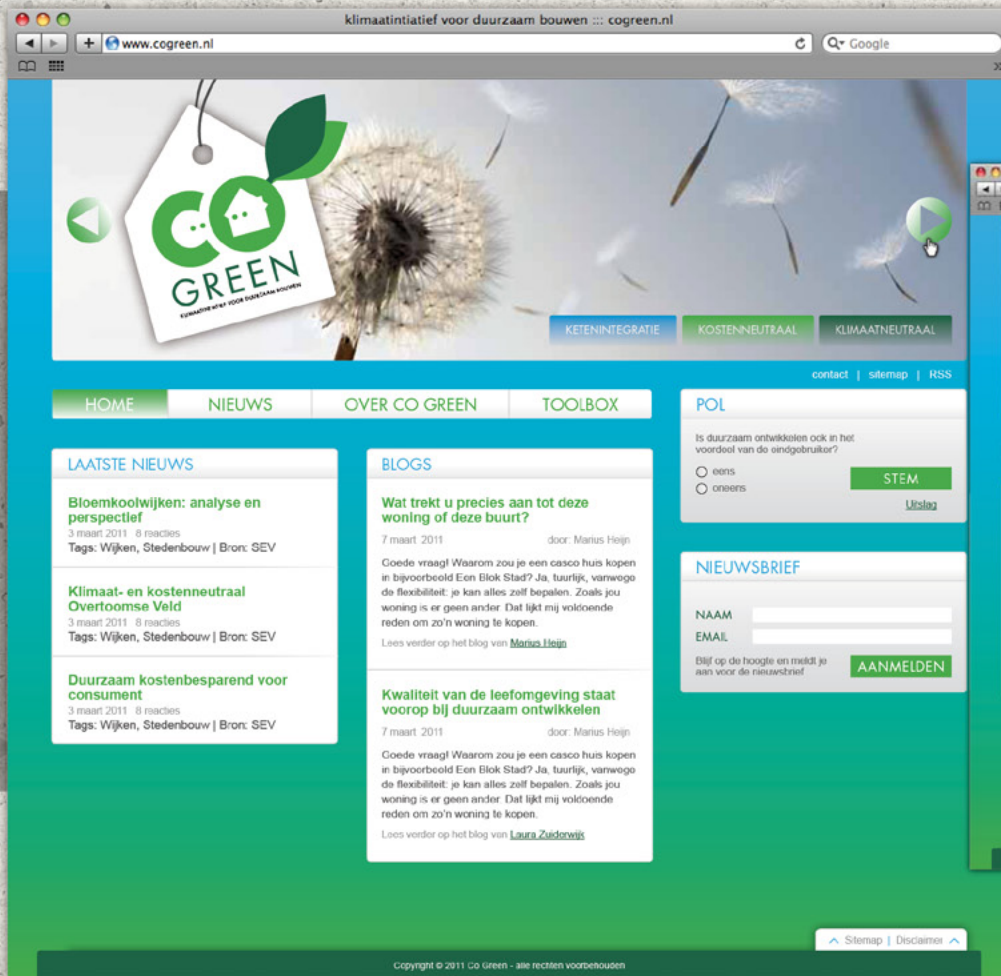 klimaatintiatief voor duurzaam bouwen ::: cogreen.nl
www.cogreen.nl
Google
CO
GREEN
KLIMAATINITIATIEF VOOR DUURZAAM BOUWEN
KETENINTEGRATIE
KOSTENNEUTRAAL
KLIMAATNEUTRAAL
contact | sitemap | RSS
HOME
NIEUWS
OVER CO GREEN
TOOLBOX
LAATSTE NIEUWS
Bloemkoolwijken: analyse en
perspectief
3 maart 2011 8 reacties
Tags: Wijken, Stedenbouw | Bron: SEV
Klimaat- en kostenneutraal
Overtoomse Veld
3 maart 2011 8 reacties
Tags: Wijken, Stedenbouw | Bron: SEV
Duurzaam kostenbesparend voor
consument
3 maart 2011 8 reacties
Tags: Wijken, Stedenbouw | Bron: SEV
BLOGS
Wat trekt u precies aan tot deze
woning of deze buurt?
7 maart 2011 door: Marius Heijn
Goede vraag! Waarom zou je een casco huis kopen
in bijvoorbeeld Een Blok Stad? Ja, tuurlijk, vanwege
de flexibiliteit: je kan alles zelf bepalen. Zoals jou
woning is er geen ander. Dat lijkt mij voldoende
reden om zo'n woning te kopen.
Lees verder op het blog van Marius Heijn
Kwaliteit van de leefomgeving staat
voorop bij duurzaam ontwikkelen
7 maart 2011 door: Marius Heijn
Goede vraag! Waarom zou je een casco huis kopen
in bijvoorbeeld Een Blok Stad? Ja, tuurlijk, vanwege
de flexibiliteit: je kan alles zelf bepalen. Zoals jou
woning is er geen ander. Dat lijkt mij voldoende
reden om zo'n woning te kopen.
Lees verder op het blog van Laura Zuiderwijk
POL
Is duurzaam ontwikkelen ook in het
voordeel van de eindgebruiker?
eens
oneens
STEM
Uitslag
NIEUWSBRIEF
NAAM
EMAIL
Blijf op de hoogte en meldt je
aan voor de nieuwsbrief
AANMELDEN
Sitemap | Disclaimer
Copyright © 2011 Co Green - alle rechten voorbehouden